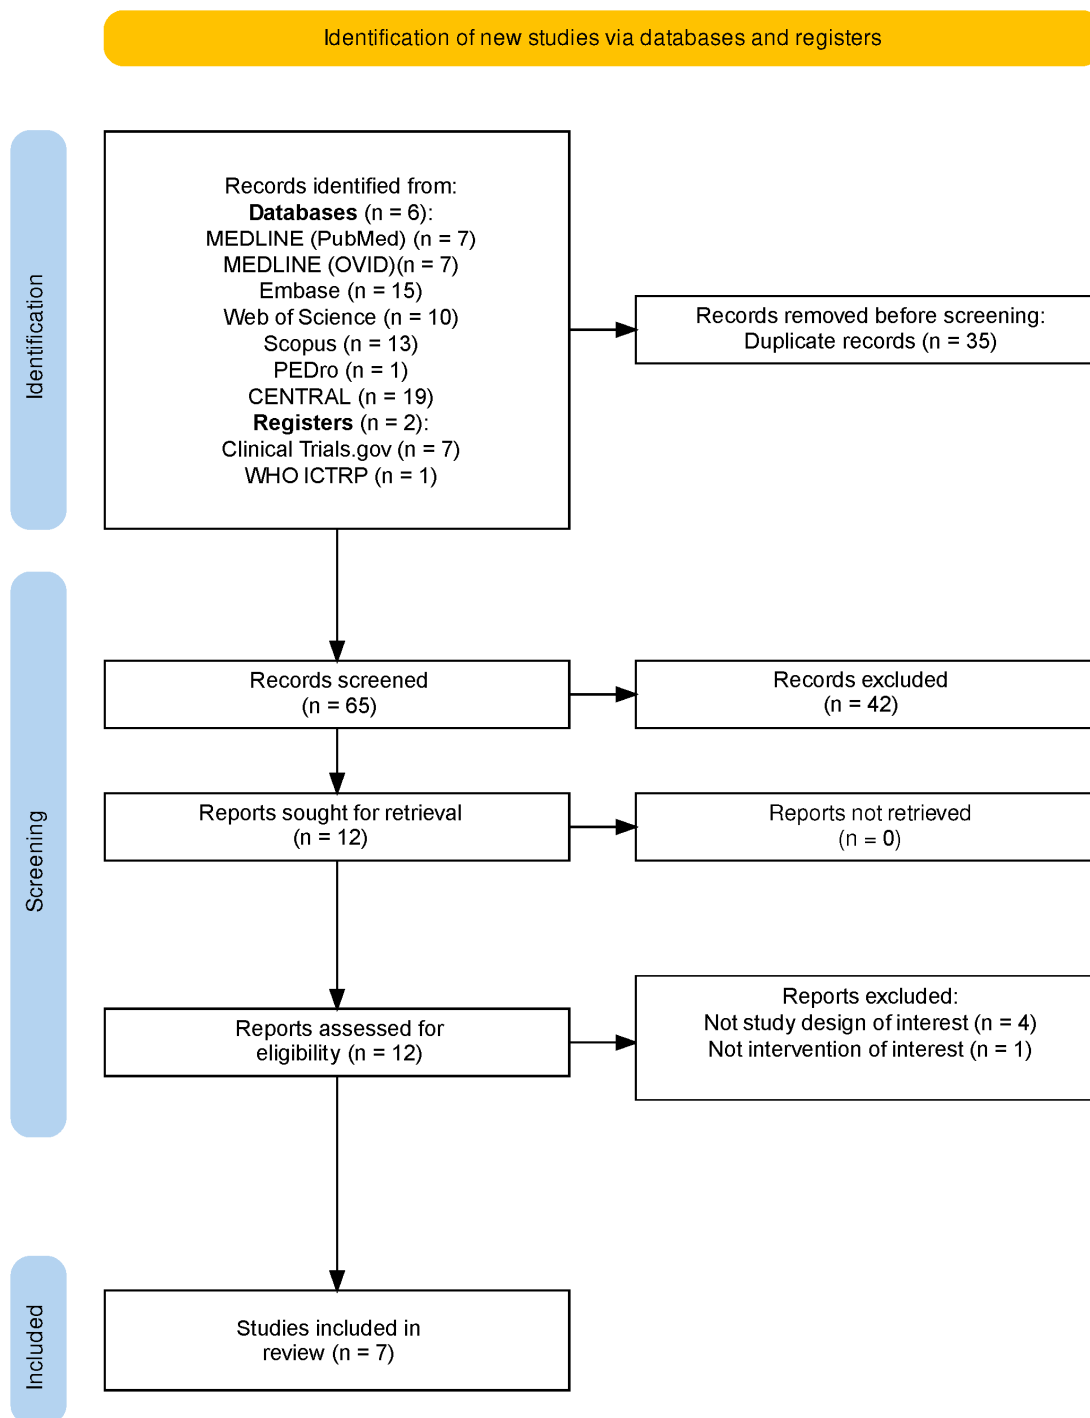 Identification of new studies via databases and registers
Identification
Records identified from:
Databases (n = 6):
MEDLINE (PubMed) (n = 7)
MEDLINE (OVID)(n = 7)
Embase (n = 15)
Web of Science (n = 10)
Scopus (n = 13)
PEDro (n = 1)
CENTRAL (n = 19)
Registers (n = 2):
Clinical Trials.gov (n = 7)
WHO ICTRP (n = 1)
Records removed before screening:
Duplicate records (n = 35)
Screening
Records screened
(n = 65)
Records excluded
(n = 42)
Reports sought for retrieval
(n = 12)
Reports not retrieved
(n = 0)
Reports assessed for
eligibility (n = 12)
Reports excluded:
Not study design of interest (n = 4)
Not intervention of interest (n = 1)
Included
Studies included in
review (n = 7)